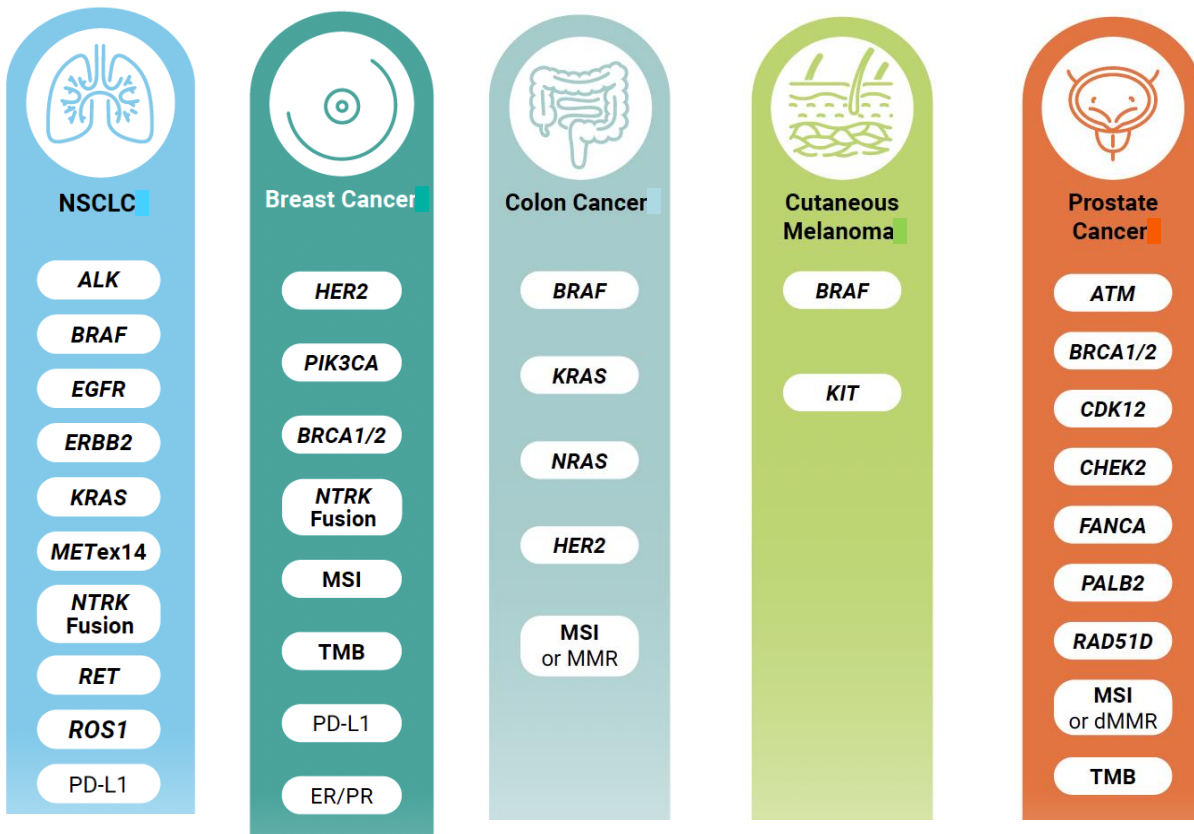 NSCLC
ALK
BRAF
EGFR
ERBB2
KRAS
METex14
NTRK
Fusion
RET
ROS1
PD-L1
Breast Cancer
HER2
PIK3CA
BRCA1/2
NTRK
Fusion
MSI
TMB
PD-L1
ER/PR
Colon Cancer
BRAF
KRAS
NRAS
HER2
MSI
or MMR
Cutaneous
Melanoma
BRAF
KIT
Prostate
Cancer
ATM
BRCA1/2
CDK12
CHEK2
FANCA
PALB2
RAD51D
MSI
or dMMR
TMB